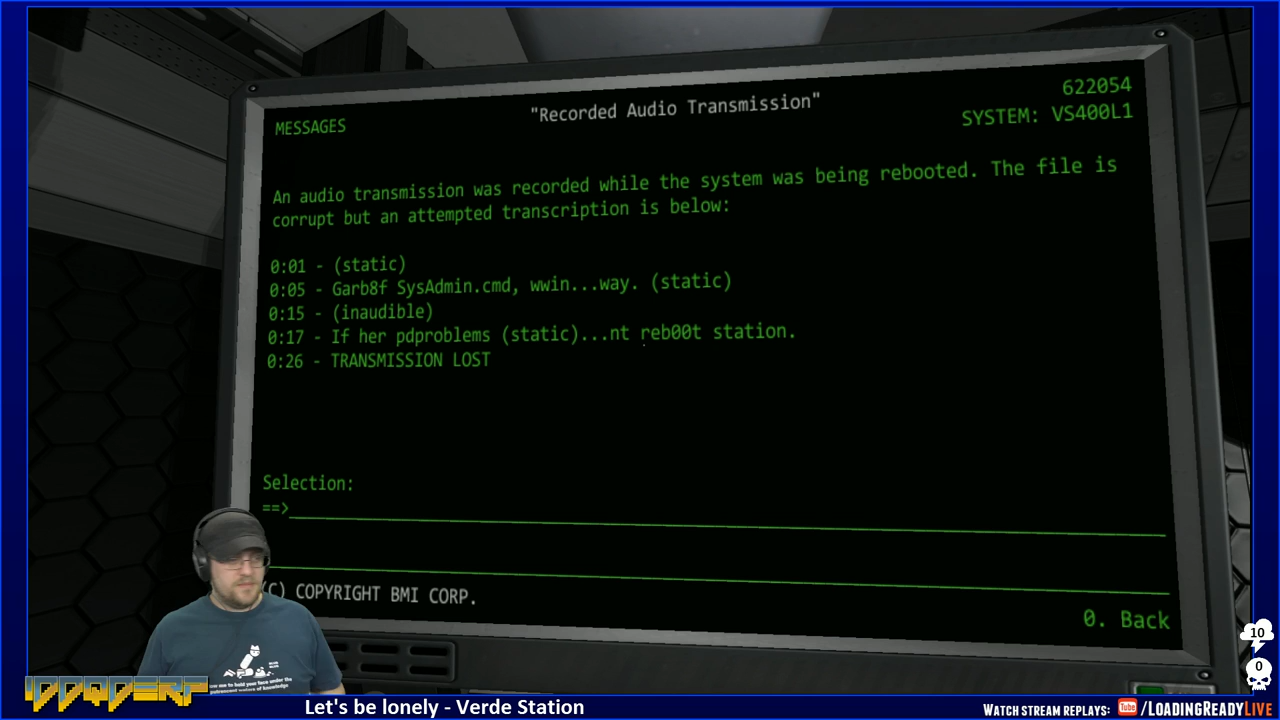 "Recorded Audio Transmission"
622054
MESSAGES
SYSTEM: VS400L1
An audio transmission was recorded while the system was being rebooted. The file is
corrupt but an attempted transcription is below:
0:01 - (static)
0:05 - Garb8f SysAdmin.cmd, wwin...way. (static)
0:15 - (inaudible)
0:17 - If her pdproblems (static)...nt reb00t station.
0:26 - TRANSMISSION LOST
Selection:
==>
(C) COPYRIGHT BMI CORP.
0. Back
10
0
IDDQDERP
Let's be lonely - Verde Station
WATCH STREAM REPLAYS: You Tube /LOADINGREADYLIVE